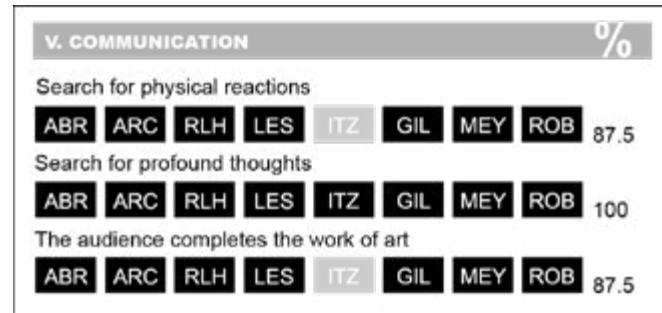 V. COMMUNICATION %
Search for physical reactions
ABR ARC RLH LES ITZ GIL MEY ROB 87.5
Search for profound thoughts
ABR ARC RLH LES ITZ GIL MEY ROB 100
The audience completes the work of art
ABR ARC RLH LES ITZ GIL MEY ROB 87.5